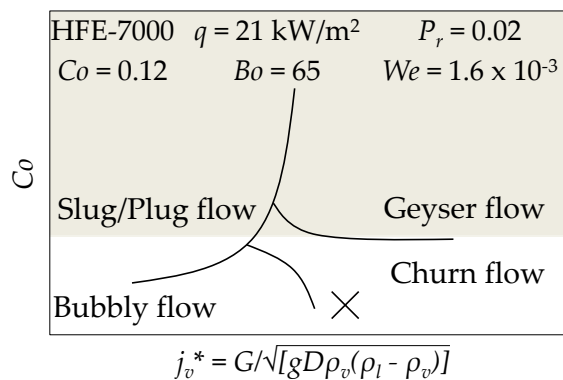 HFE-7000 q = 21 kW/m² P_r = 0.02
Co = 0.12 Bo = 65 We = 1.6 x 10⁻³
Co
Slug/Plug flow Geyser flow
Churn flow
Bubbly flow
j_v* = G/√[gDρ_v(ρ_l - ρ_v)]